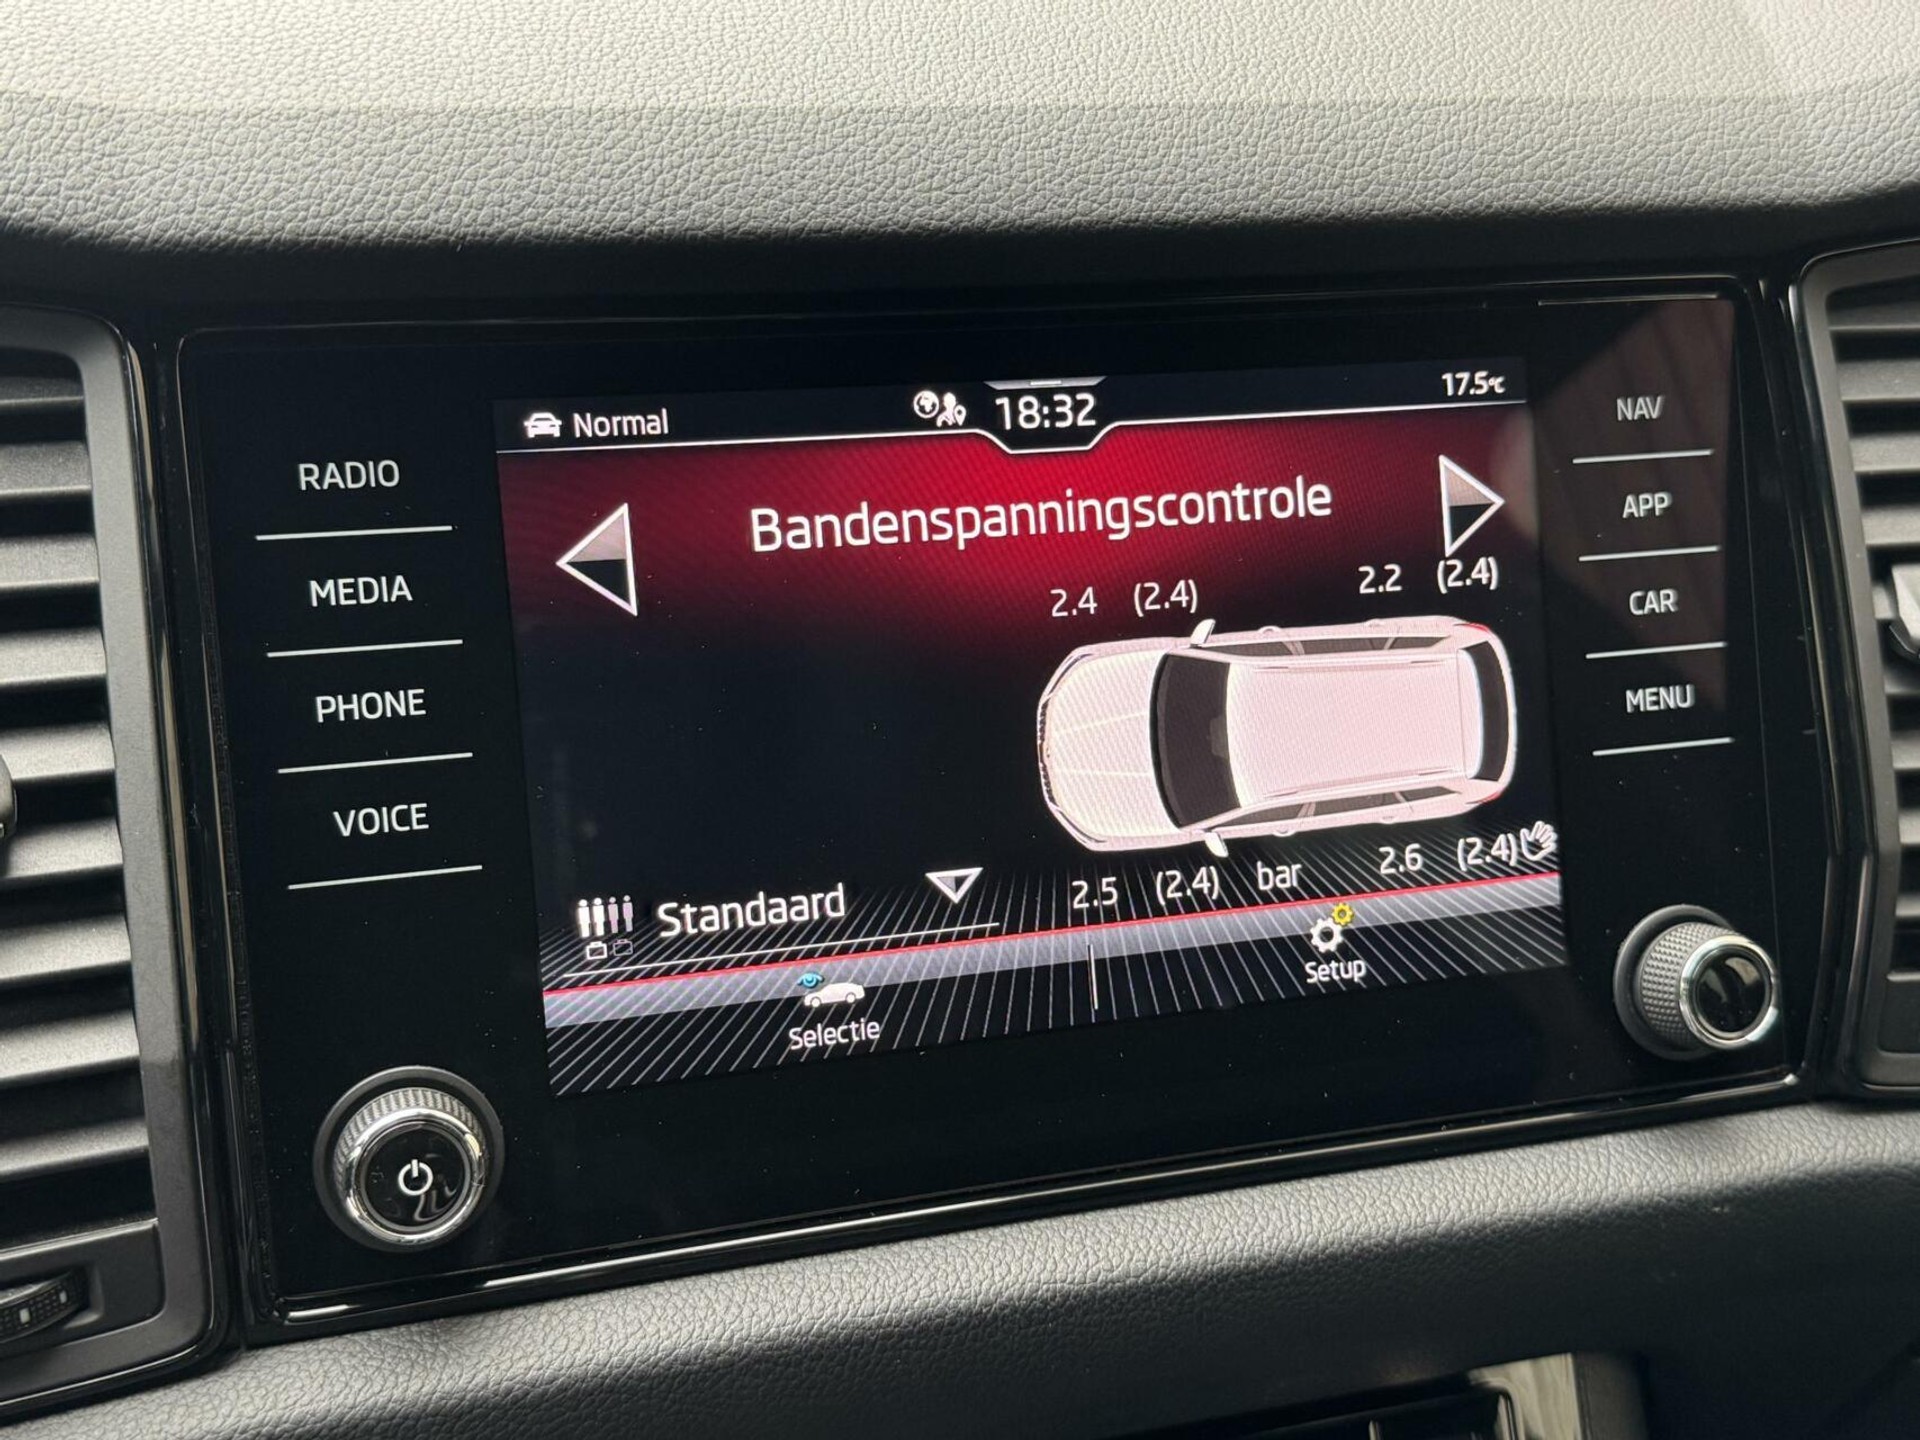 Normal
18:32
17.5°C
NAV
RADIO
Bandenspanningscontrole
APP
MEDIA
2.4 (2.4)
2.2 (2.4)
CAR
PHONE
MENU
VOICE
Standaard
2.5 (2.4) bar 2.6 (2.4)
Selectie
Setup